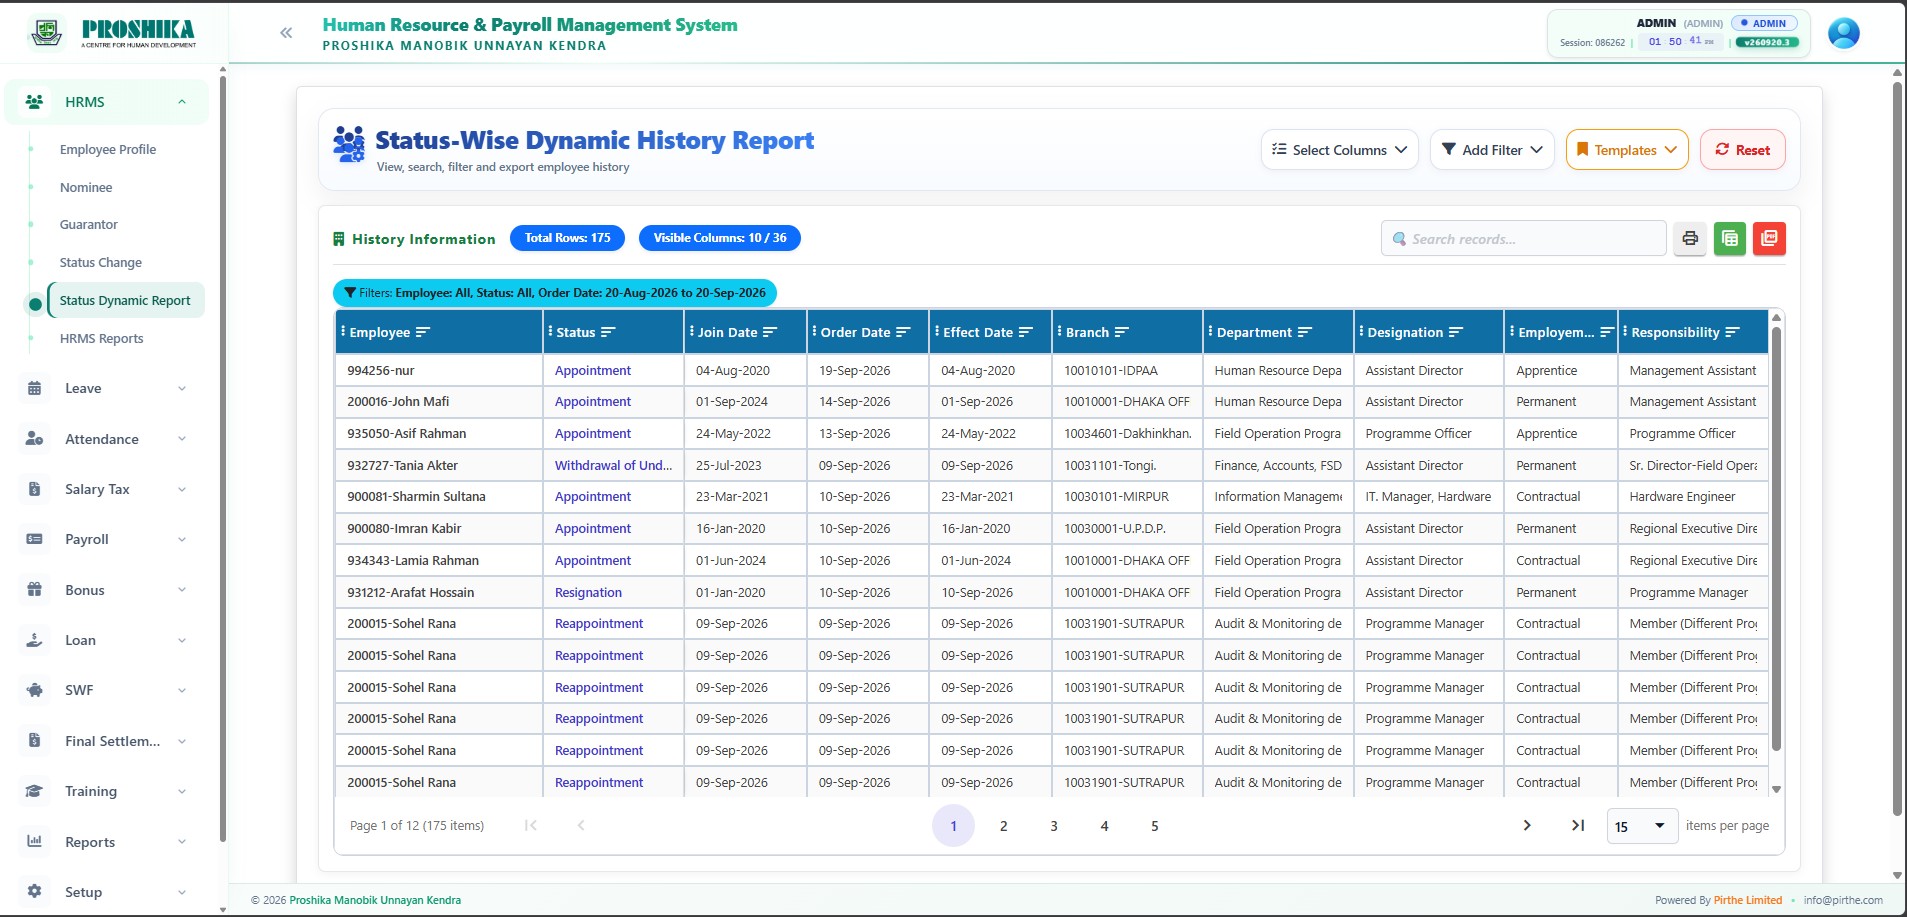 PROSHIKA
A CENTRE FOR HUMAN DEVELOPMENT
Human Resource & Payroll Management System
PROSHIKA MANOBIK UNNAYAN KENDRA
ADMIN (ADMIN) ADMIN
Session: 086262 | 01 50 41 PM | v260920.3
HRMS
Employee Profile
Nominee
Guarantor
Status Change
Status Dynamic Report
HRMS Reports
Leave
Attendance
Salary Tax
Payroll
Bonus
Loan
SWF
Final Settlem...
Training
Reports
Setup
Status-Wise Dynamic History Report
View, search, filter and export employee history
Select Columns
Add Filter
Templates
Reset
History Information Total Rows: 175 Visible Columns: 10 / 36 Search records...
Filters: Employee: All, Status: All, Order Date: 20-Aug-2026 to 20-Sep-2026
Employee Status Join Date Order Date Effect Date Branch Department Designation Employem... Responsibility
994256-nur Appointment 04-Aug-2020 19-Sep-2026 04-Aug-2020 10010101-IDPAA Human Resource Depa Assistant Director Apprentice Management Assistant
200016-John Mafi Appointment 01-Sep-2024 14-Sep-2026 01-Sep-2026 10010001-DHAKA OFF Human Resource Depa Assistant Director Permanent Management Assistant
935050-Asif Rahman Appointment 24-May-2022 13-Sep-2026 24-May-2022 10034601-Dakhinkhan. Field Operation Progra Programme Officer Apprentice Programme Officer
932727-Tania Akter Withdrawal of Und... 25-Jul-2023 09-Sep-2026 09-Sep-2026 10031101-Tongi. Finance, Accounts, FSD Assistant Director Permanent Sr. Director-Field Opera
900081-Sharmin Sultana Appointment 23-Mar-2021 10-Sep-2026 23-Mar-2021 10030101-MIRPUR Information Manageme IT. Manager, Hardware Contractual Hardware Engineer
900080-Imran Kabir Appointment 16-Jan-2020 10-Sep-2026 16-Jan-2020 10030001-U.P.D.P. Field Operation Progra Assistant Director Permanent Regional Executive Dire
934343-Lamia Rahman Appointment 01-Jun-2024 10-Sep-2026 01-Jun-2024 10010001-DHAKA OFF Field Operation Progra Assistant Director Contractual Regional Executive Dire
931212-Arafat Hossain Resignation 01-Jan-2020 10-Sep-2026 10-Sep-2026 10010001-DHAKA OFF Field Operation Progra Assistant Director Permanent Programme Manager
200015-Sohel Rana Reappointment 09-Sep-2026 09-Sep-2026 09-Sep-2026 10031901-SUTRAPUR Audit & Monitoring de Programme Manager Contractual Member (Different Prog
200015-Sohel Rana Reappointment 09-Sep-2026 09-Sep-2026 09-Sep-2026 10031901-SUTRAPUR Audit & Monitoring de Programme Manager Contractual Member (Different Prog
200015-Sohel Rana Reappointment 09-Sep-2026 09-Sep-2026 09-Sep-2026 10031901-SUTRAPUR Audit & Monitoring de Programme Manager Contractual Member (Different Prog
200015-Sohel Rana Reappointment 09-Sep-2026 09-Sep-2026 09-Sep-2026 10031901-SUTRAPUR Audit & Monitoring de Programme Manager Contractual Member (Different Prog
200015-Sohel Rana Reappointment 09-Sep-2026 09-Sep-2026 09-Sep-2026 10031901-SUTRAPUR Audit & Monitoring de Programme Manager Contractual Member (Different Prog
200015-Sohel Rana Reappointment 09-Sep-2026 09-Sep-2026 09-Sep-2026 10031901-SUTRAPUR Audit & Monitoring de Programme Manager Contractual Member (Different Prog
Page 1 of 12 (175 items) 1 2 3 4 5 15 items per page
© 2026 Proshika Manobik Unnayan Kendra Powered By Pirthe Limited • info@pirthe.com